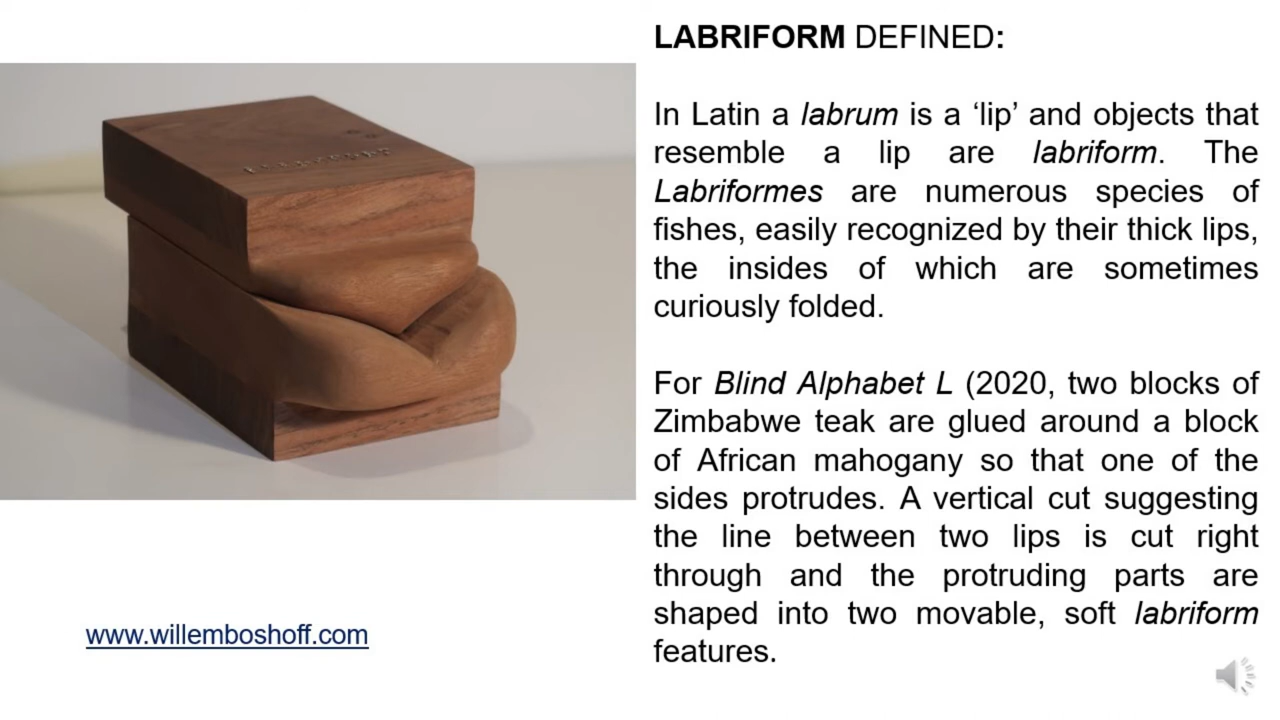 LABRIFORM DEFINED:
In Latin a labrum is a ‘lip’ and objects that
resemble a lip are labriform. The
Labriformes are numerous species of
fishes, easily recognized by their thick lips,
the insides of which are sometimes
curiously folded.
For Blind Alphabet L (2020, two blocks of
Zimbabwe teak are glued around a block
of African mahogany so that one of the
sides protrudes. A vertical cut suggesting
the line between two lips is cut right
through and the protruding parts are
shaped into two movable, soft labriform
features.
www.willemboshoff.com